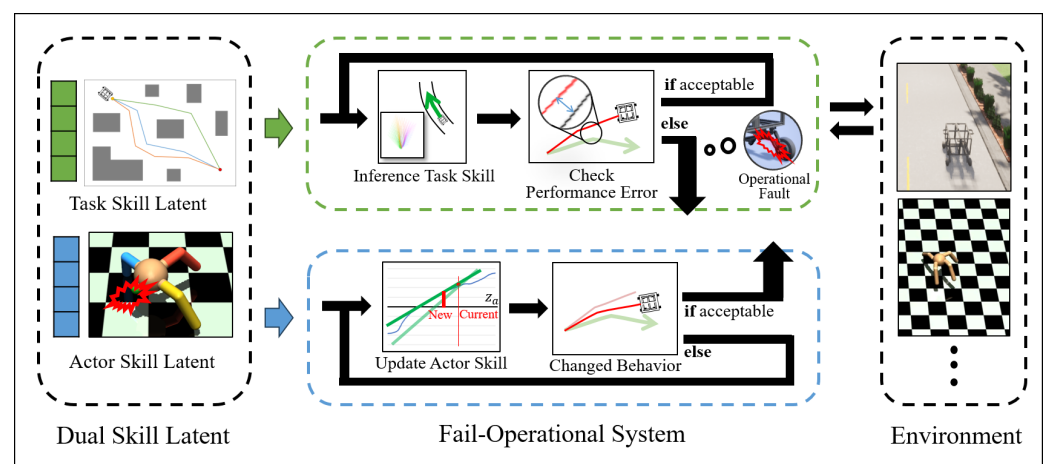 Task Skill Latent
Actor Skill Latent
Dual Skill Latent
Inference Task Skill
Check
Performance Error
if acceptable
else
Operational
Fault
z_a
New
Current
Update Actor Skill
Changed Behavior
if acceptable
else
Fail-Operational System
Environment